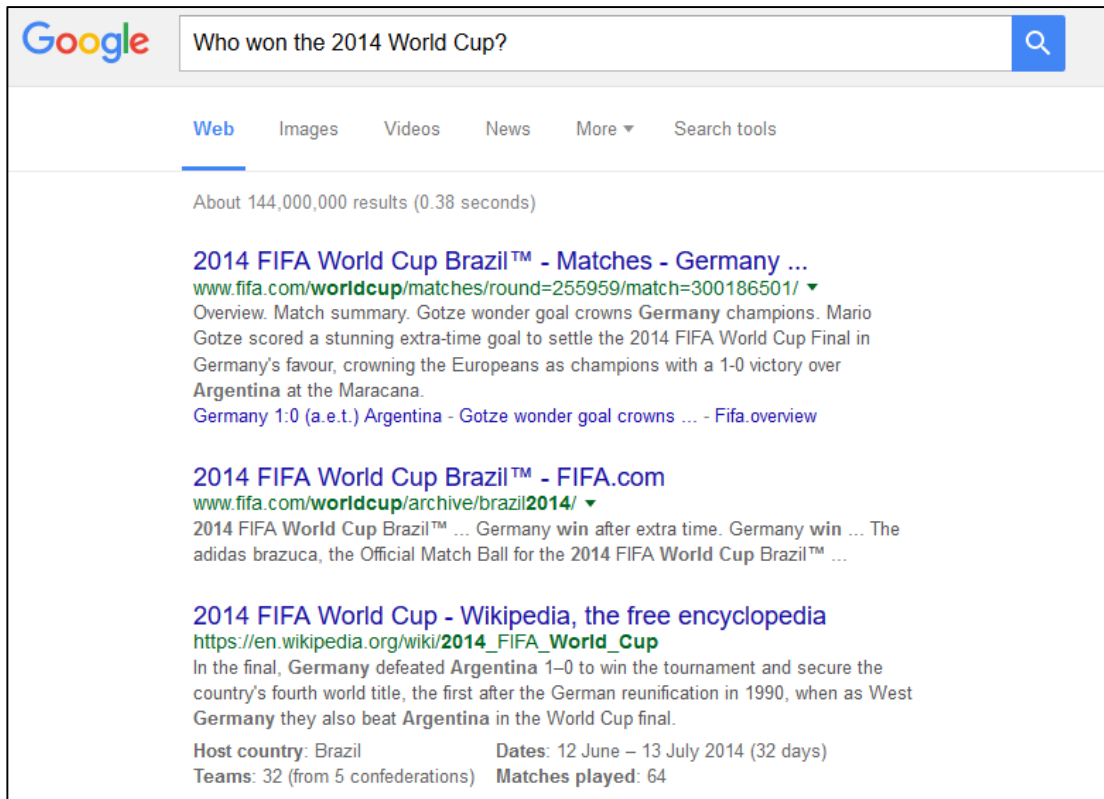 Google
Who won the 2014 World Cup?
Web Images Videos News More Search tools
About 144,000,000 results (0.38 seconds)
2014 FIFA World Cup Brazil™ - Matches - Germany ...
www.fifa.com/worldcup/matches/round=255959/match=300186501/
Overview. Match summary. Gotze wonder goal crowns Germany champions. Mario
Gotze scored a stunning extra-time goal to settle the 2014 FIFA World Cup Final in
Germany's favour, crowning the Europeans as champions with a 1-0 victory over
Argentina at the Maracana.
Germany 1:0 (a.e.t.) Argentina - Gotze wonder goal crowns ... - Fifa.overview
2014 FIFA World Cup Brazil™ - FIFA.com
www.fifa.com/worldcup/archive/brazil2014/
2014 FIFA World Cup Brazil™ ... Germany win after extra time. Germany win ... The
adidas brazuca, the Official Match Ball for the 2014 FIFA World Cup Brazil™ ...
2014 FIFA World Cup - Wikipedia, the free encyclopedia
https://en.wikipedia.org/wiki/2014_FIFA_World_Cup
In the final, Germany defeated Argentina 1–0 to win the tournament and secure the
country's fourth world title, the first after the German reunification in 1990, when as West
Germany they also beat Argentina in the World Cup final.
Host country: Brazil Dates: 12 June – 13 July 2014 (32 days)
Teams: 32 (from 5 confederations) Matches played: 64